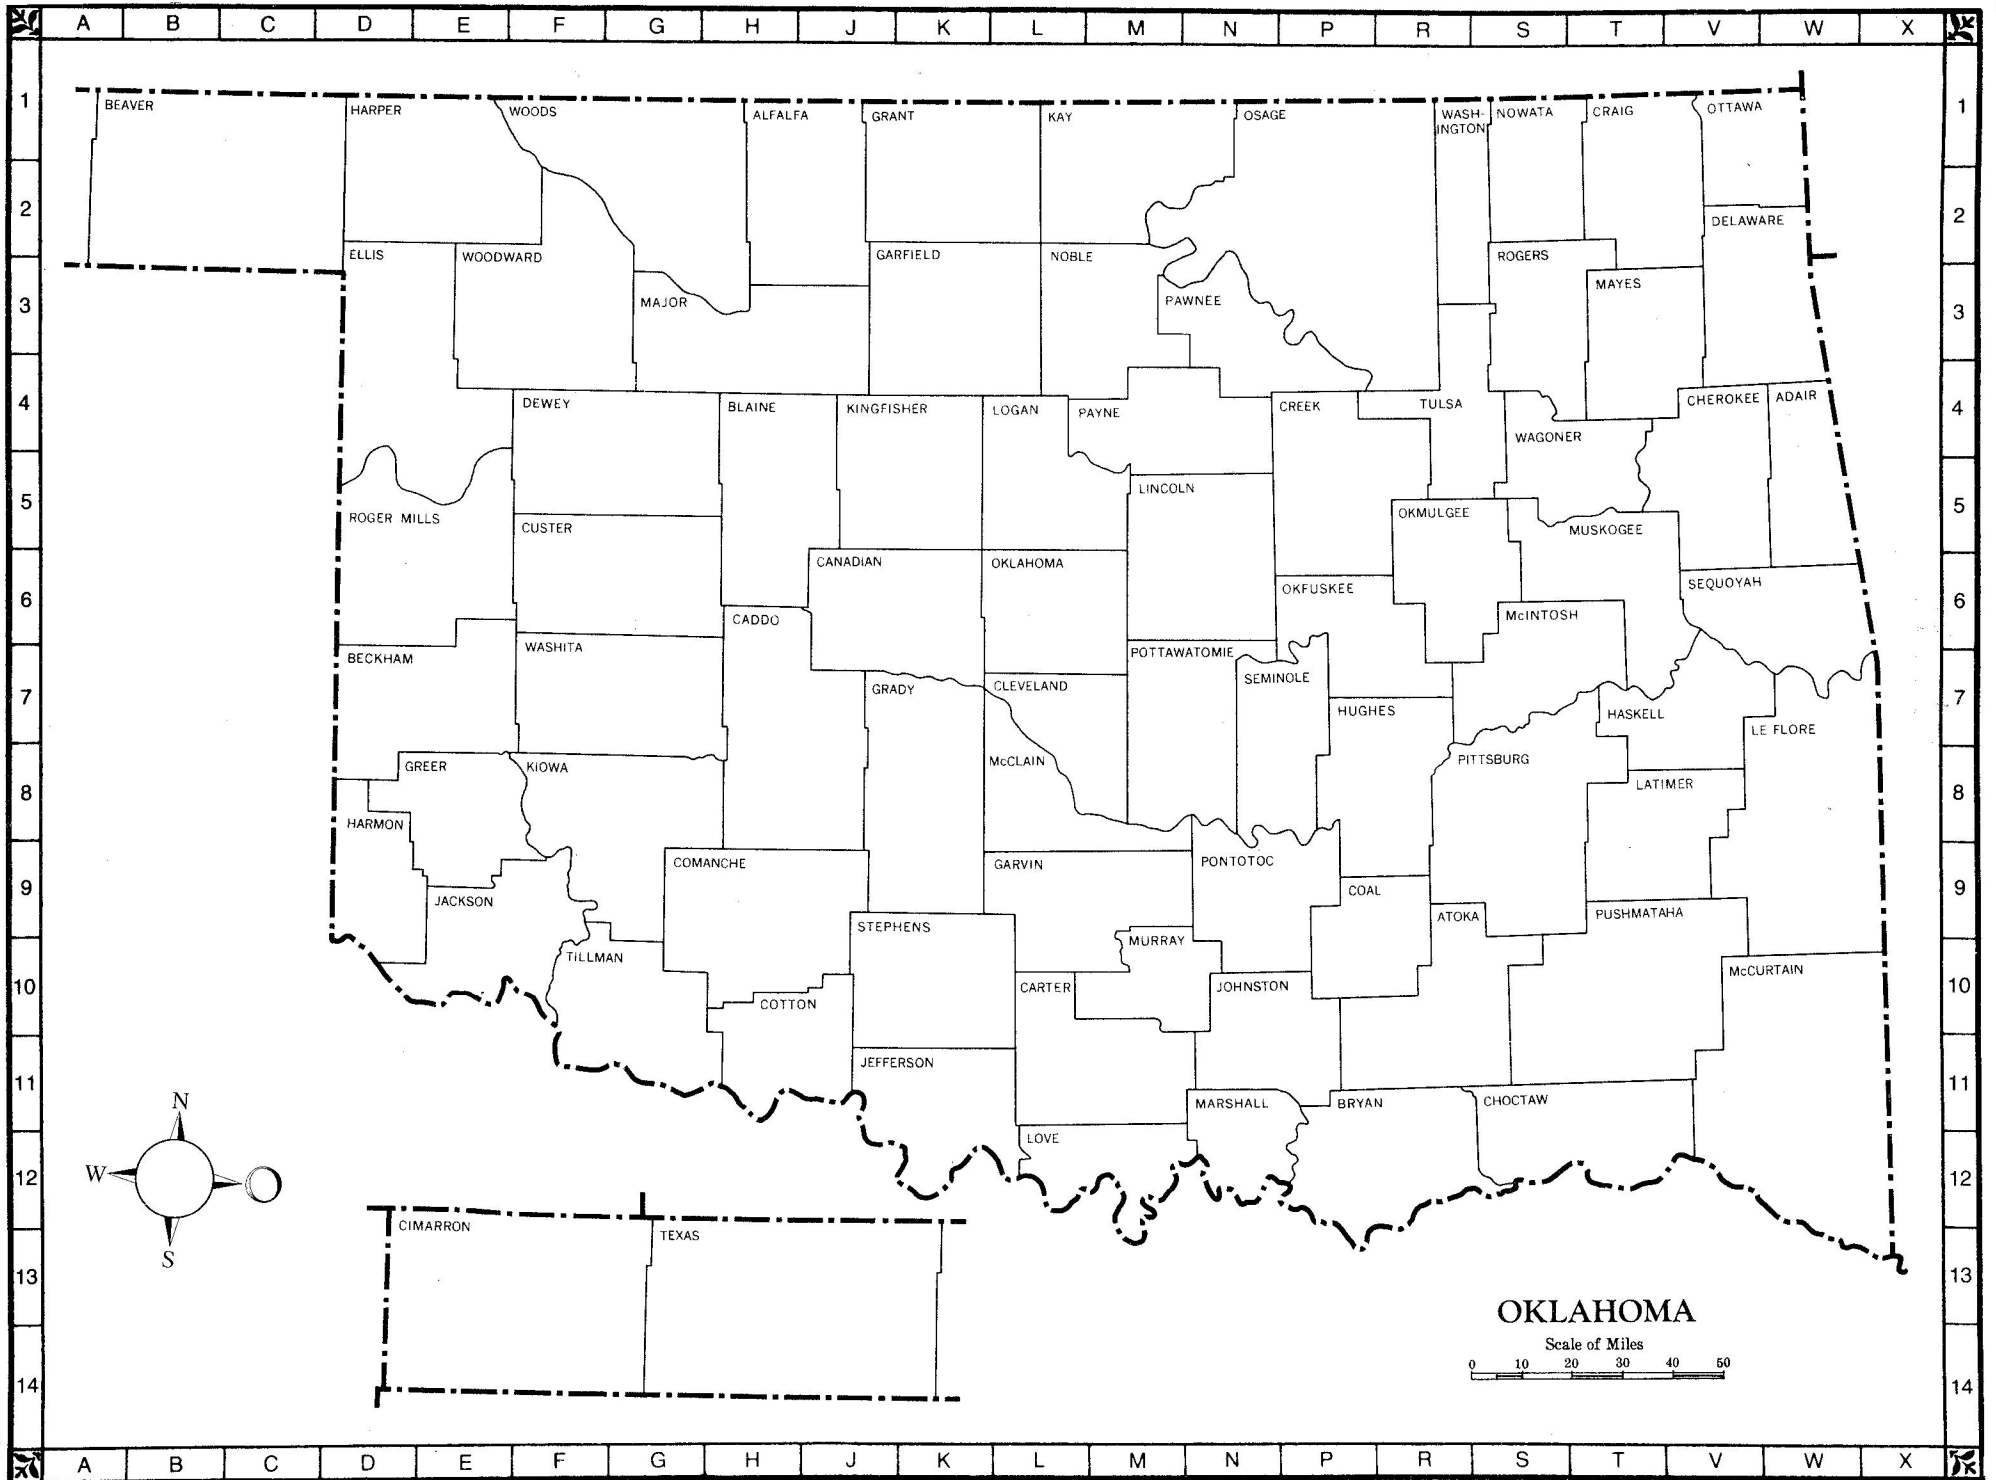 A B C D E F G H J K L M N P R S T V W X
1 1
BEAVER HARPER WOODS ALFALFA GRANT KAY OSAGE WASH- NOWATA CRAIG OTTAWA
INGTON
2 2
DELAWARE
ELLIS WOODWARD GARFIELD NOBLE ROGERS
MAYES
3 MAJOR PAWNEE 3
4 DEWEY BLAINE KINGFISHER LOGAN PAYNE CREEK TULSA CHEROKEE ADAIR 4
WAGONER
LINCOLN
5 ROGER MILLS CUSTER OKMULGEE MUSKOGEE 5
CANADIAN OKLAHOMA
OKFUSKEE SEQUOYAH
6 CADDO McINTOSH 6
BECKHAM WASHITA POTTAWATOMIE
SEMINOLE
7 GRADY CLEVELAND HUGHES HASKELL 7
LE FLORE
GREER KIOWA McCLAIN PITTSBURG
8 LATIMER 8
HARMON
COMANCHE GARVIN PONTOTOC
9 JACKSON COAL 9
STEPHENS ATOKA PUSHMATAHA
MURRAY
TILLMAN
10 COTTON CARTER JOHNSTON McCURTAIN 10
JEFFERSON
11 MARSHALL BRYAN CHOCTAW 11
N
LOVE
W
12 12
CIMARRON TEXAS
S
13 13
OKLAHOMA
Scale of Miles
0 10 20 30 40 50
14 14
A B C D E F G H J K L M N P R S T V W X